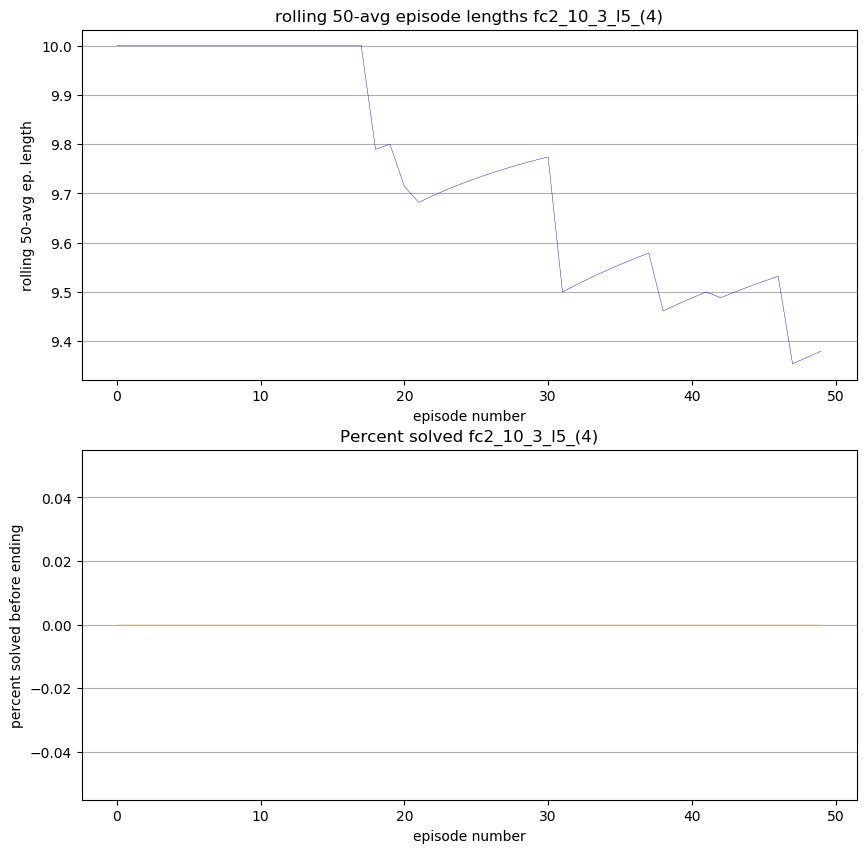 rolling 50-avg episode lengths fc2_10_3_l5_(4)
10.0
9.9
9.8
9.7
9.6
9.5
9.4
rolling 50-avg ep. length
0 10 20 30 40 50
episode number
Percent solved fc2_10_3_l5_(4)
0.04
0.02
0.00
−0.02
−0.04
percent solved before ending
0 10 20 30 40 50
episode number